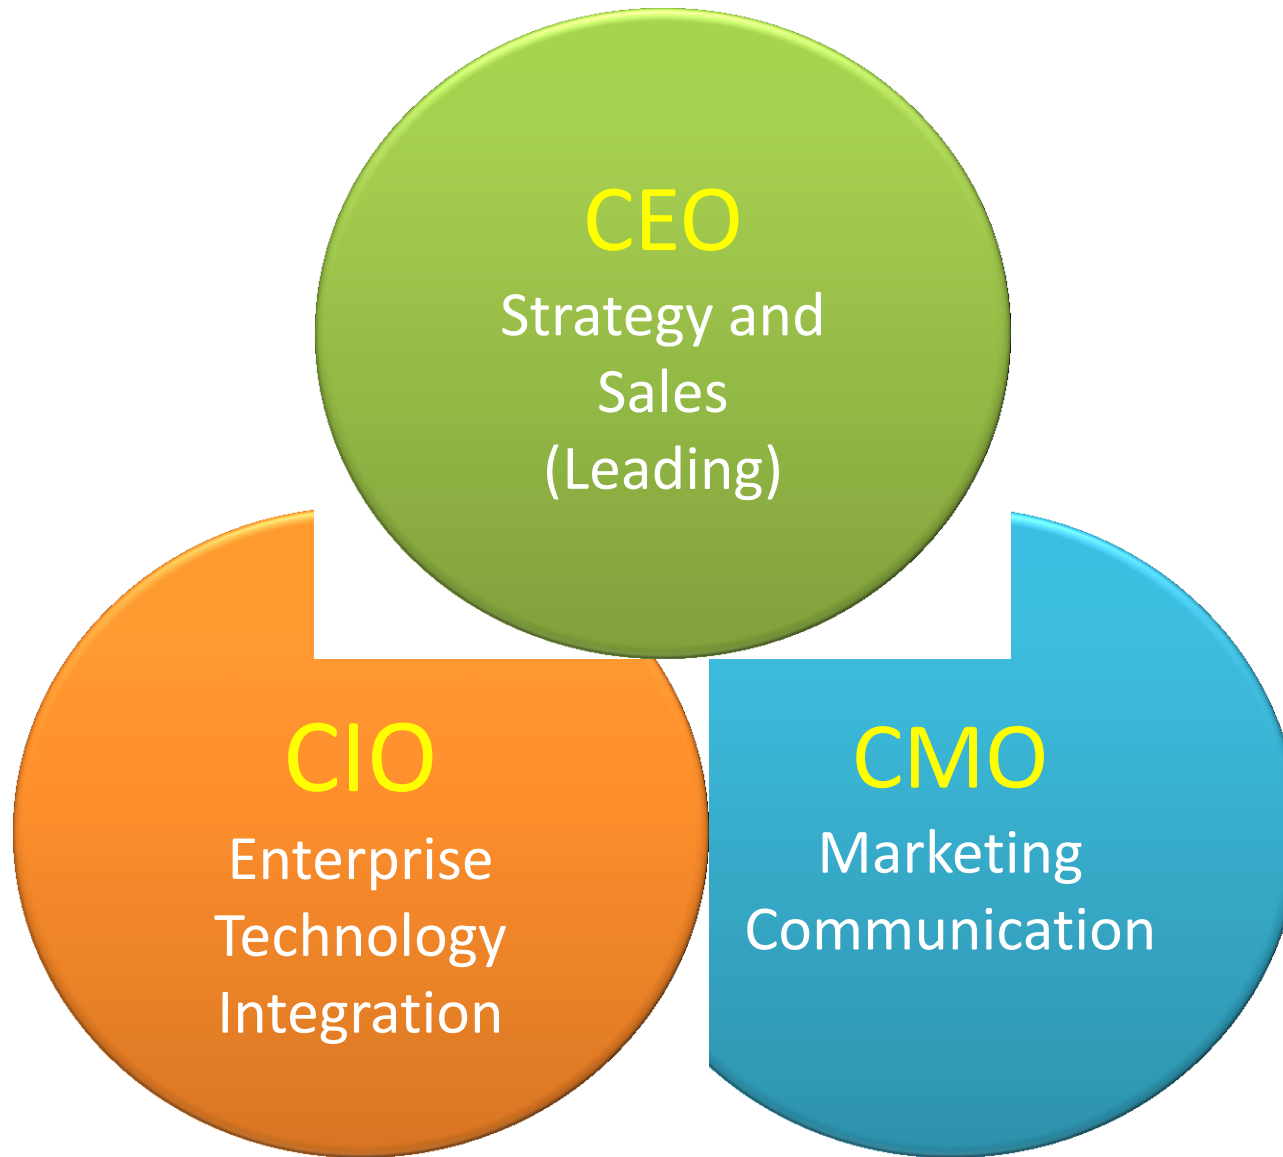 CEO
Strategy and
Sales
(Leading)
CIO
Enterprise
Technology
Integration
CMO
Marketing
Communication